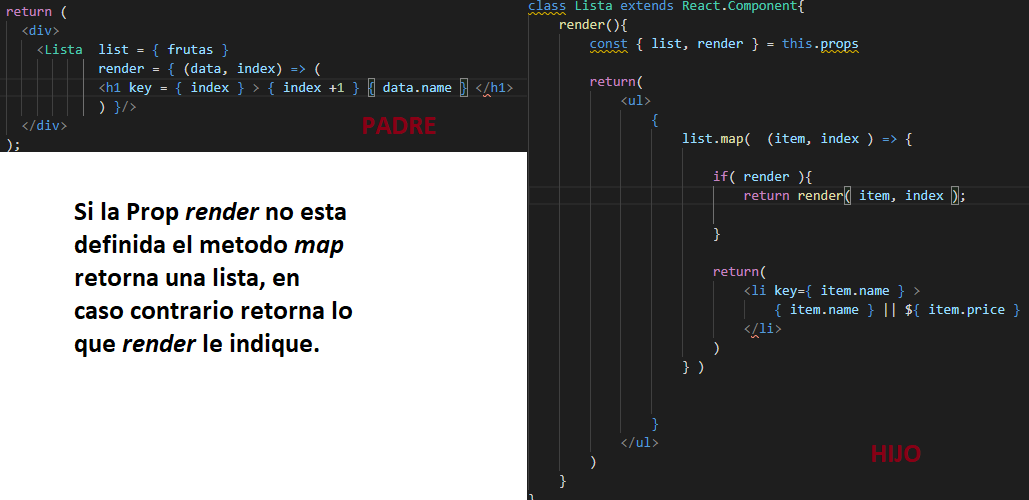 return (
<div>
<Lista list = { frutas }
render = { (data, index) => (
<h1 key = { index } > { index +1 } { data.name } </h1>
) }/>
</div>
);
PADRE
Si la Prop render no esta
definida el metodo map
retorna una lista, en
caso contrario retorna lo
que render le indique.
class Lista extends React.Component{
render(){
const { list, render } = this.props
return(
<ul>
{
list.map( (item, index ) => {
if( render ){
return render( item, index );
}
return(
<li key={ item.name } >
{ item.name } || ${ item.price }
</li>
)
} )
}
</ul>
)
}
}
HIJO